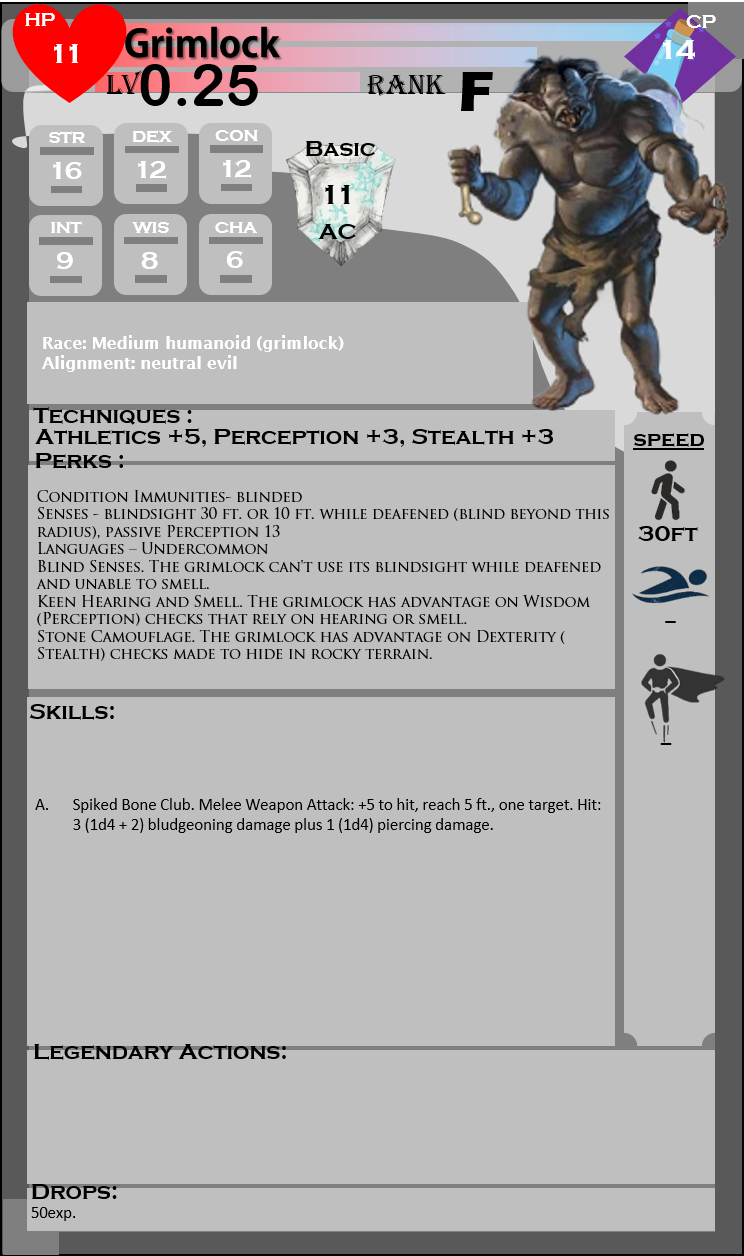 HP
11
Grimlock
CP
14
LV 0.25
RANK F
STR
16
DEX
12
CON
12
INT
9
WIS
8
CHA
6
Basic
11
AC
Race: Medium humanoid (grimlock)
Alignment: neutral evil
Techniques :
Athletics +5, Perception +3, Stealth +3
Perks :
Condition Immunities- blinded
Senses - blindsight 30 ft. or 10 ft. while deafened (blind beyond this
radius), passive Perception 13
Languages – Undercommon
Blind Senses. The grimlock can't use its blindsight while deafened
and unable to smell.
Keen Hearing and Smell. The grimlock has advantage on Wisdom
(Perception) checks that rely on hearing or smell.
Stone Camouflage. The grimlock has advantage on Dexterity (
Stealth) checks made to hide in rocky terrain.
SPEED
30FT
–
–
Skills:
A. Spiked Bone Club. Melee Weapon Attack: +5 to hit, reach 5 ft., one target. Hit:
3 (1d4 + 2) bludgeoning damage plus 1 (1d4) piercing damage.
Legendary Actions:
Drops:
50exp.